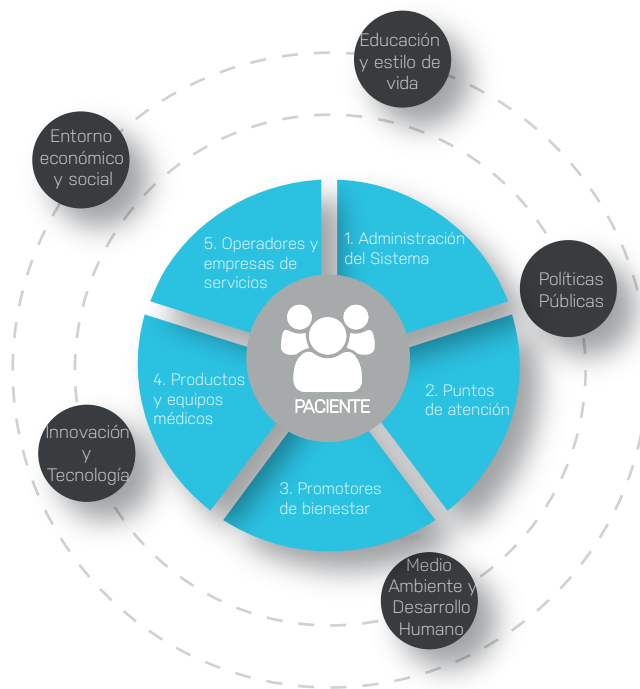 Educación
y estilo de
vida
Entorno
económico
y social
5. Operadores y
empresas de
servicios
1. Administración
del Sistema
Políticas
Públicas
4. Productos
y equipos
médicos
PACIENTE
2. Puntos
de atención
Innovación
y
Tecnología
3. Promotores
de bienestar
Medio
Ambiente y
Desarrollo
Humano